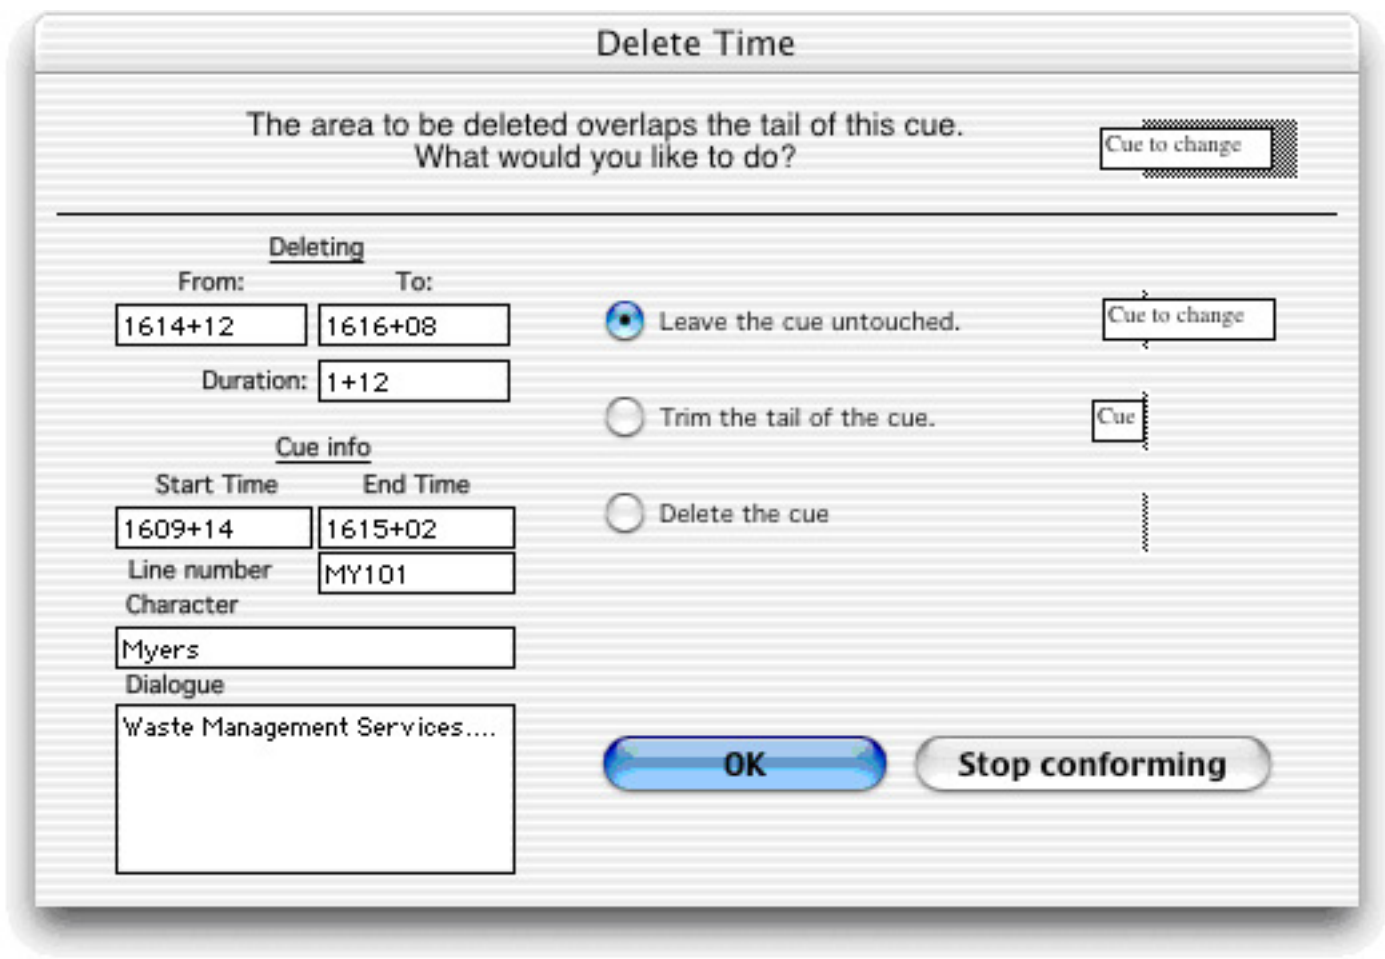 Delete Time
The area to be deleted overlaps the tail of this cue.
What would you like to do?
Cue to change
Deleting
From: To:
1614+12 1616+08
Duration: 1+12
Cue info
Start Time End Time
1609+14 1615+02
Line number MY101
Character
Myers
Dialogue
Waste Management Services....
Leave the cue untouched.
Cue to change
Trim the tail of the cue.
Cue
Delete the cue
OK Stop conforming